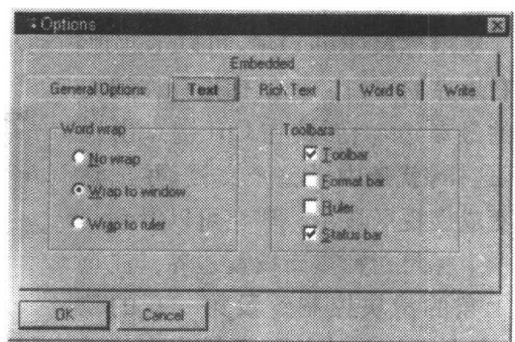 Options
Embedded
General Options Text Rich Text Word 6 Write
Word wrap
No wrap
Wrap to window
Wrap to ruler
Toolbars
Toolbar
Format bar
Ruler
Status bar
OK Cancel